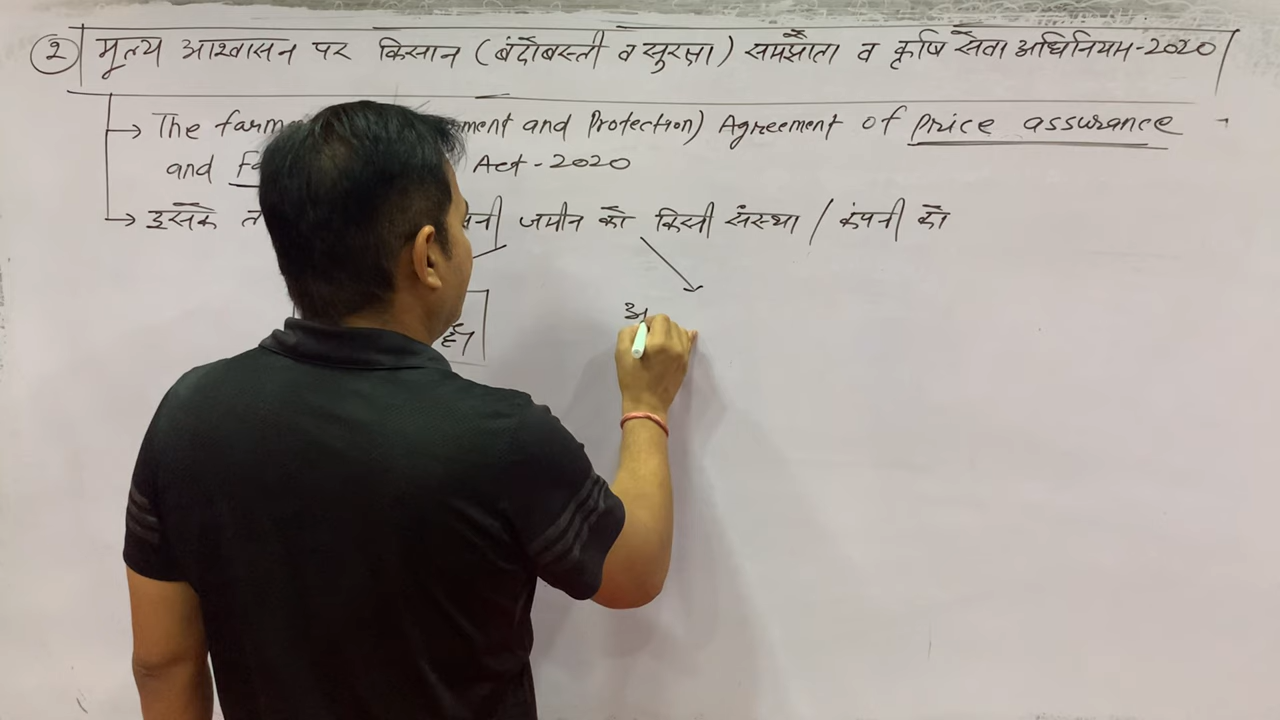 ② मूल्य आश्वासन पर किसान (बंदोबस्ती व सुरक्षा) समझौता व कृषि सेवा अधिनियम-2020
→ The farm ment and Protection) Agreement of price assurance
and Act-2020
→ इसके जमीन को किसी संस्था / कंपनी को
है।